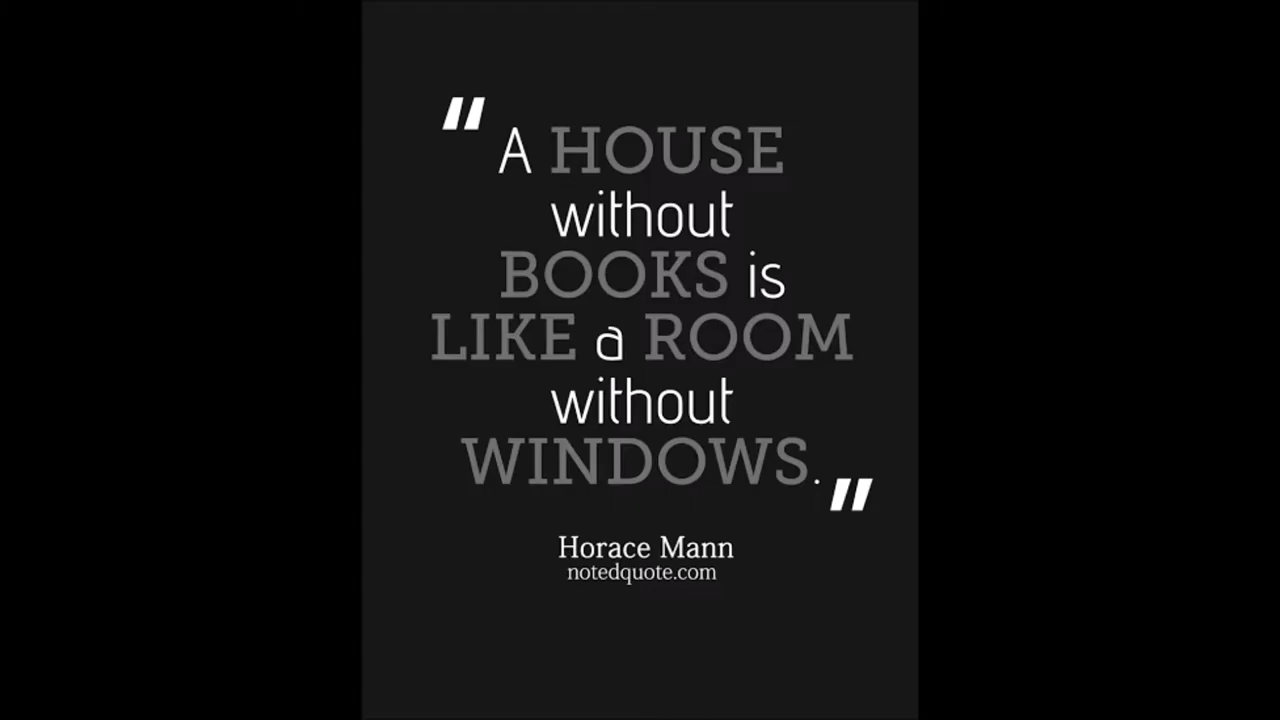 " A HOUSE
without
BOOKS is
LIKE a ROOM
without
WINDOWS. "
Horace Mann
notedquote.com